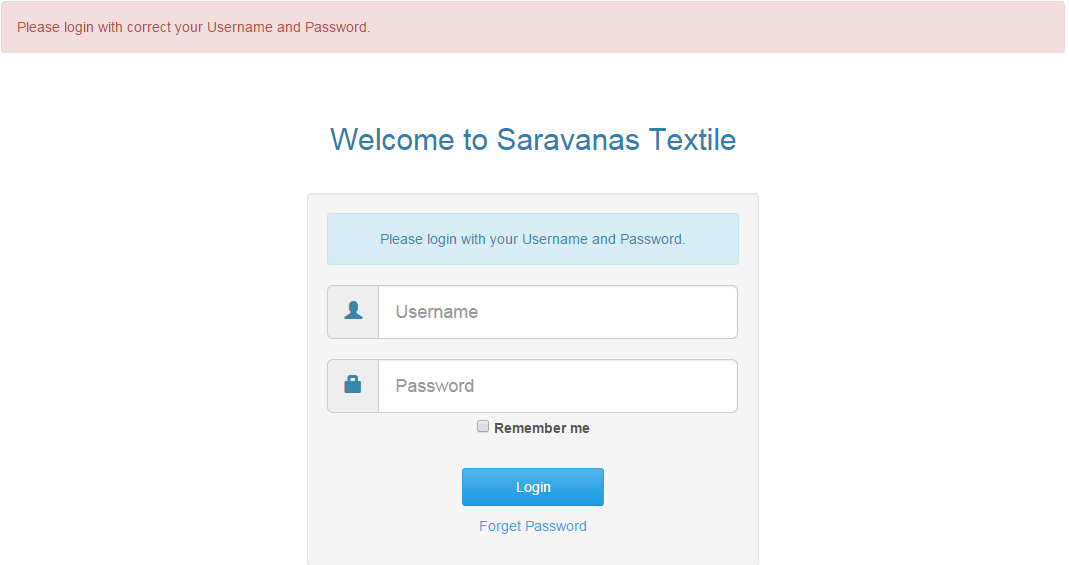 Please login with correct your Username and Password.
Welcome to Saravanas Textile
Please login with your Username and Password.
Username
Password
Remember me
Login
Forget Password